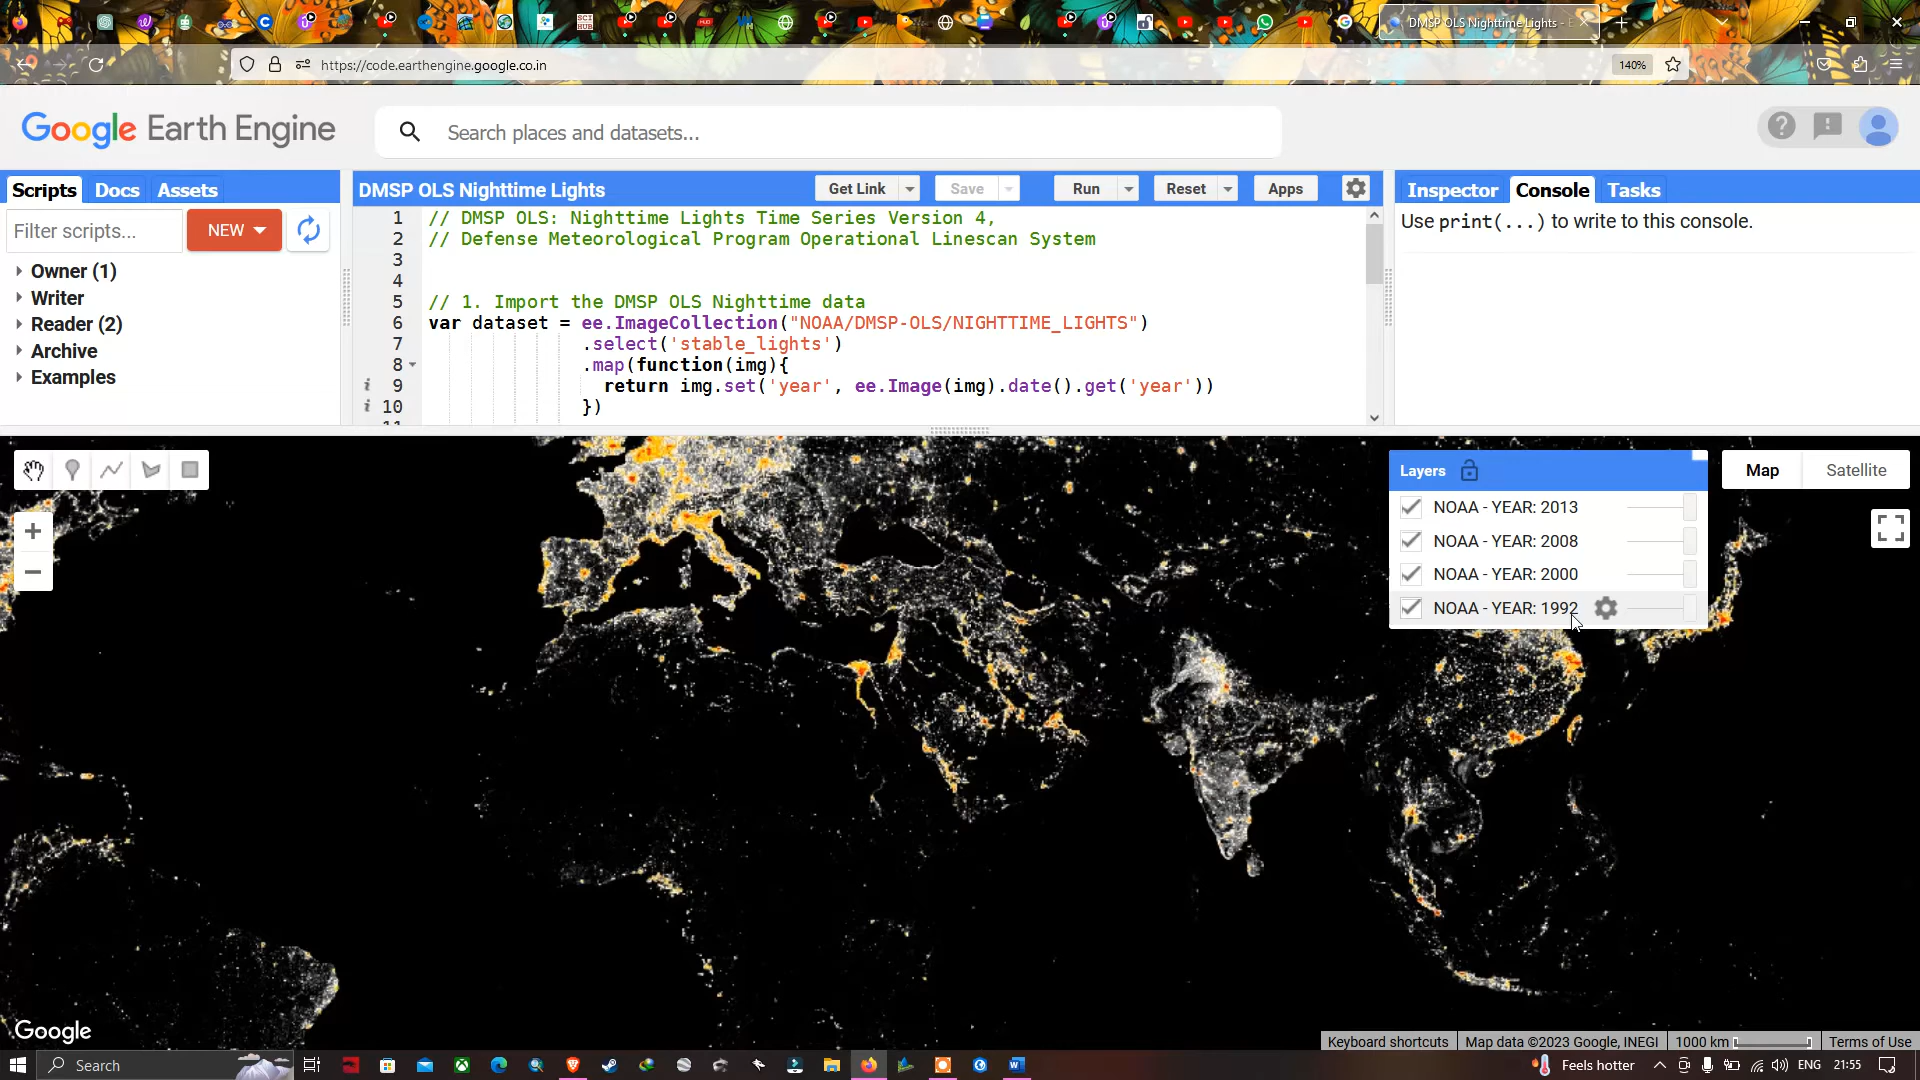 DMSP OLS Nighttime Lights - E
https://code.earthengine.google.co.in
140%
Google Earth Engine
Search places and datasets...
Scripts
Docs
Assets
DMSP OLS Nighttime Lights
Get Link
Save
Run
Reset
Apps
Inspector
Console
Tasks
Filter scripts...
NEW
Owner (1)
Writer
Reader (2)
Archive
Examples
1 // DMSP OLS: Nighttime Lights Time Series Version 4,
2 // Defense Meteorological Program Operational Linescan System
3
4
5 // 1. Import the DMSP OLS Nighttime data
6 var dataset = ee.ImageCollection("NOAA/DMSP-OLS/NIGHTTIME_LIGHTS")
7 .select('stable_lights')
8 .map(function(img){
i 9 return img.set('year', ee.Image(img).date().get('year'))
i 10 })
Use print(...) to write to this console.
Layers
NOAA - YEAR: 2013
NOAA - YEAR: 2008
NOAA - YEAR: 2000
NOAA - YEAR: 1992
Map
Satellite
Google
Keyboard shortcuts
Map data ©2023 Google, INEGI
1000 km
Terms of Use
Search
Feels hotter
ENG
21:55